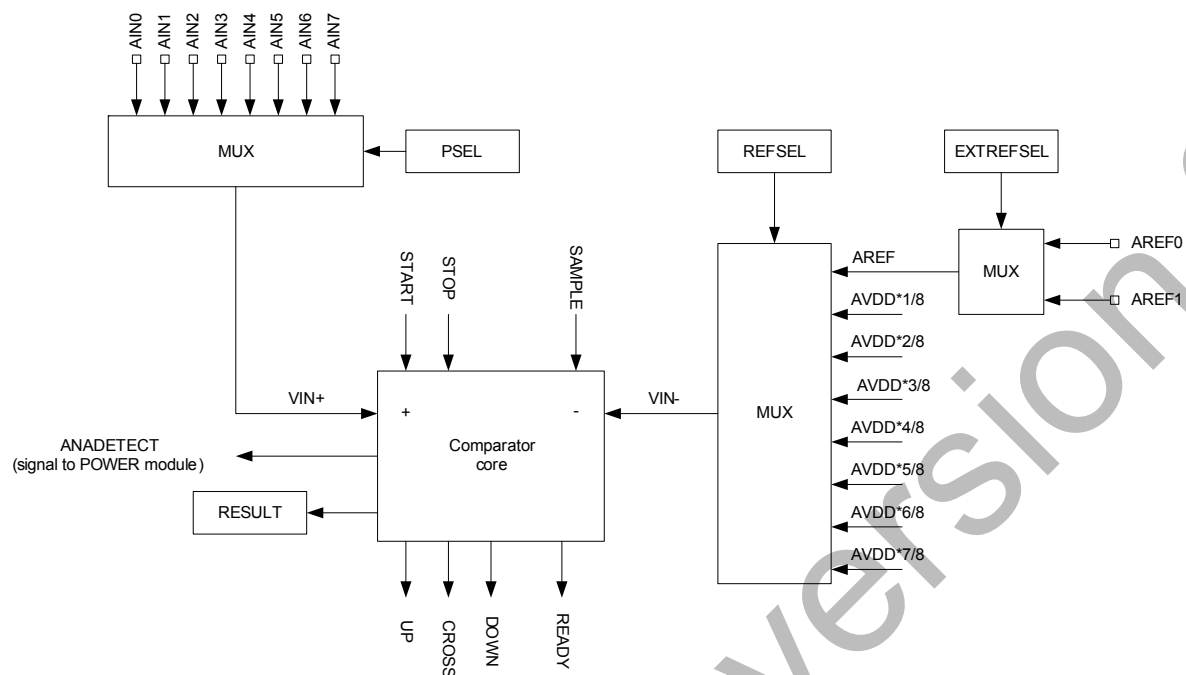 AIN0
AIN1
AIN2
AIN3
AIN4
AIN5
AIN6
AIN7
MUX
PSEL
REFSEL
EXTREFSEL
START
STOP
SAMPLE
AREF
MUX
AREF0
AREF1
AVDD*1/8
AVDD*2/8
AVDD*3/8
AVDD*4/8
AVDD*5/8
AVDD*6/8
AVDD*7/8
MUX
VIN+
+
-
VIN-
Comparator
core
ANADETECT
(signal to POWER module)
RESULT
UP
CROSS
DOWN
READY
version